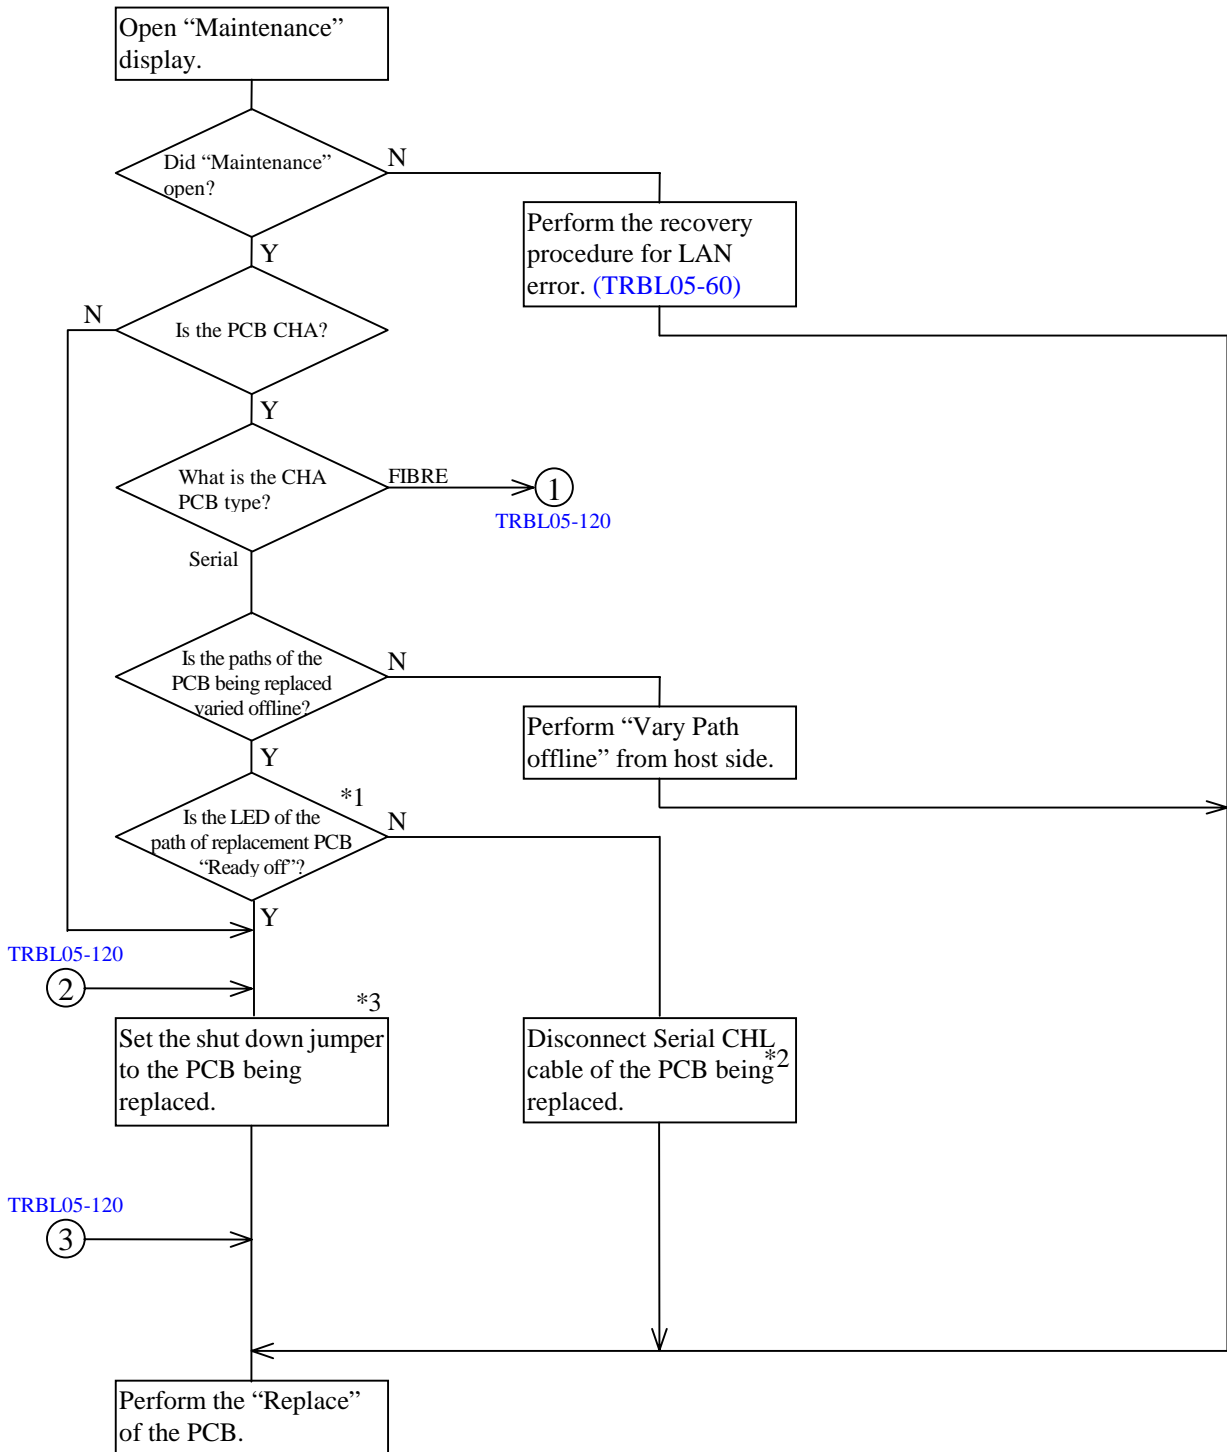 Open “Maintenance”
display.
Did “Maintenance”
open?
N
Perform the recovery
procedure for LAN
error. (TRBL05-60)
Y
N
Is the PCB CHA?
Y
What is the CHA
PCB type?
FIBRE
1
TRBL05-120
Serial
Is the paths of the
PCB being replaced
varied offline?
N
Perform “Vary Path
offline” from host side.
Y
*1
Is the LED of the
path of replacement PCB
“Ready off”?
N
Y
TRBL05-120
2
*3
Set the shut down jumper
to the PCB being
replaced.
Disconnect Serial CHL
cable of the PCB being*2
replaced.
TRBL05-120
3
Perform the “Replace”
of the PCB.